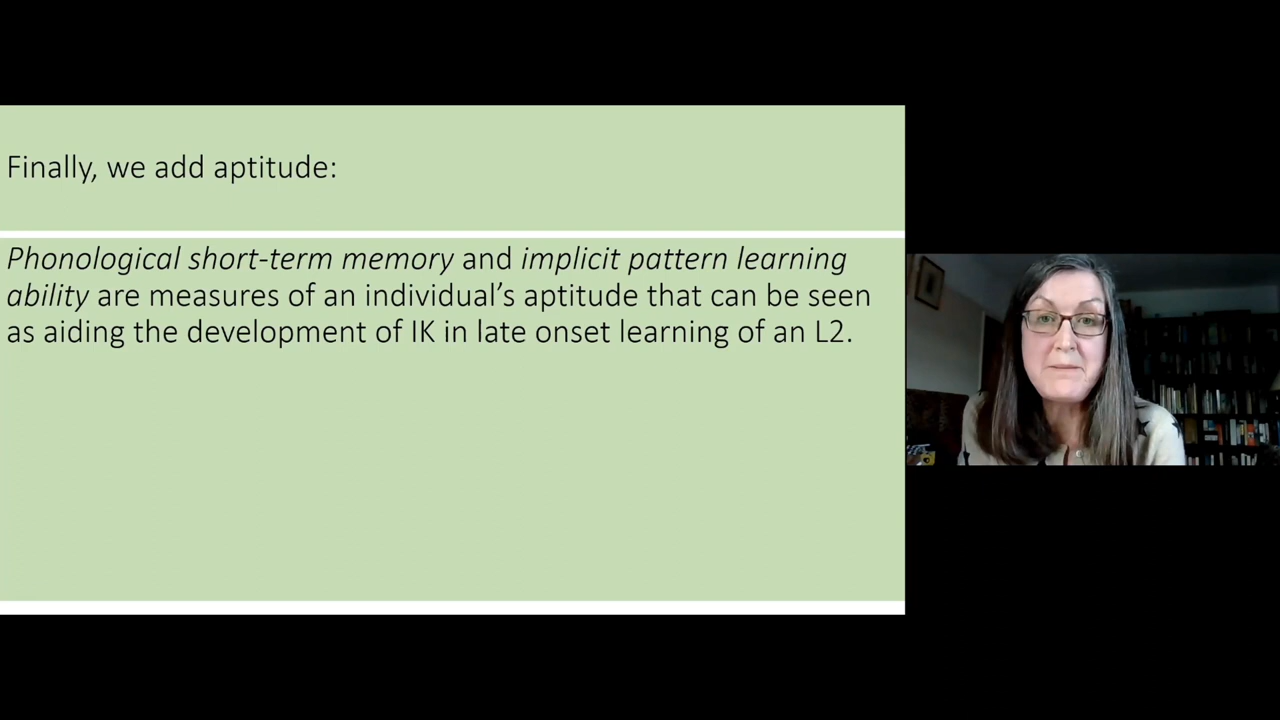 Finally, we add aptitude:
Phonological short-term memory and implicit pattern learning
ability are measures of an individual’s aptitude that can be seen
as aiding the development of IK in late onset learning of an L2.